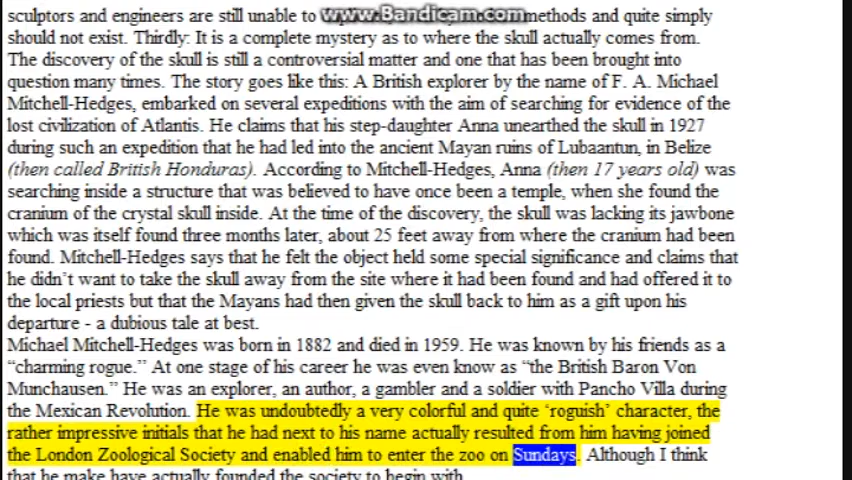 sculptors and engineers are still unable to www.Bandicam.com methods and quite simply
should not exist. Thirdly: It is a complete mystery as to where the skull actually comes from.
The discovery of the skull is still a controversial matter and one that has been brought into
question many times. The story goes like this: A British explorer by the name of F. A. Michael
Mitchell-Hedges, embarked on several expeditions with the aim of searching for evidence of the
lost civilization of Atlantis. He claims that his step-daughter Anna unearthed the skull in 1927
during such an expedition that he had led into the ancient Mayan ruins of Lubaantun, in Belize
(then called British Honduras). According to Mitchell-Hedges, Anna (then 17 years old) was
searching inside a structure that was believed to have once been a temple, when she found the
cranium of the crystal skull inside. At the time of the discovery, the skull was lacking its jawbone
which was itself found three months later, about 25 feet away from where the cranium had been
found. Mitchell-Hedges says that he felt the object held some special significance and claims that
he didn't want to take the skull away from the site where it had been found and had offered it to
the local priests but that the Mayans had then given the skull back to him as a gift upon his
departure - a dubious tale at best.
Michael Mitchell-Hedges was born in 1882 and died in 1959. He was known by his friends as a
“charming rogue.” At one stage of his career he was even know as “the British Baron Von
Munchausen.” He was an explorer, an author, a gambler and a soldier with Pancho Villa during
the Mexican Revolution. He was undoubtedly a very colorful and quite ‘roguish’ character, the
rather impressive initials that he had next to his name actually resulted from him having joined
the London Zoological Society and enabled him to enter the zoo on Sundays. Although I think
that he make have actually founded the society to begin with.